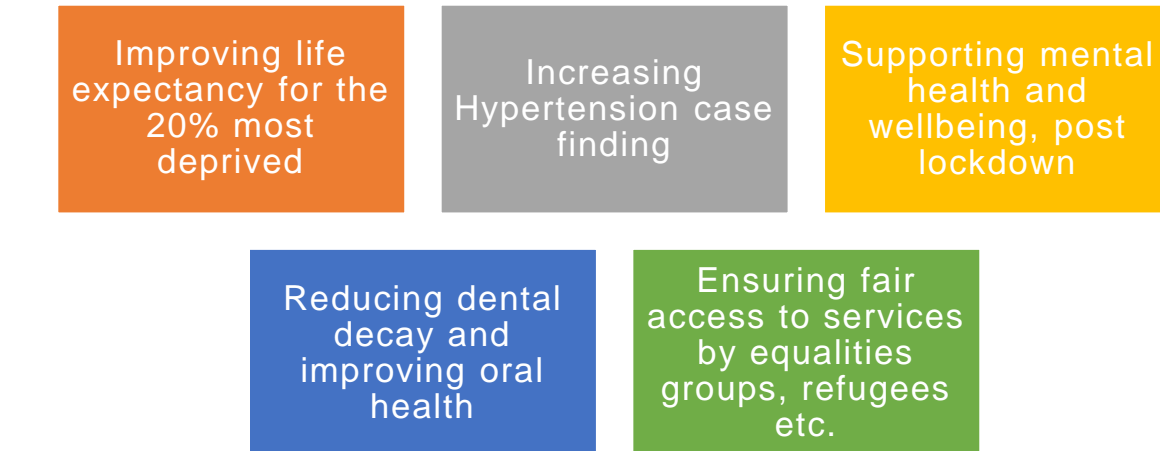 Improving life
expectancy for the
20% most
deprived
Increasing
Hypertension case
finding
Supporting mental
health and
wellbeing, post
lockdown
Reducing dental
decay and
improving oral
health
Ensuring fair
access to services
by equalities
groups, refugees
etc.